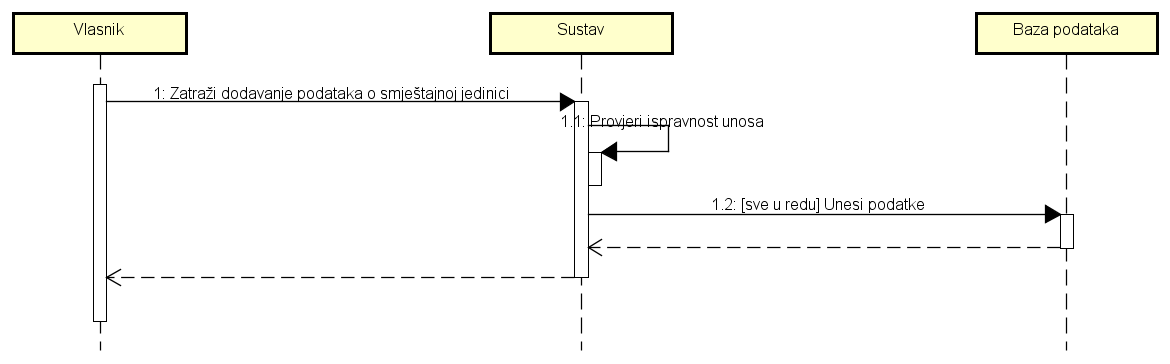 Vlasnik
Sustav
Baza podataka
1: Zatraži dodavanje podataka o smještajnoj jedinici
1.1: Provjeri ispravnost unosa
1.2: [sve u redu] Unesi podatke